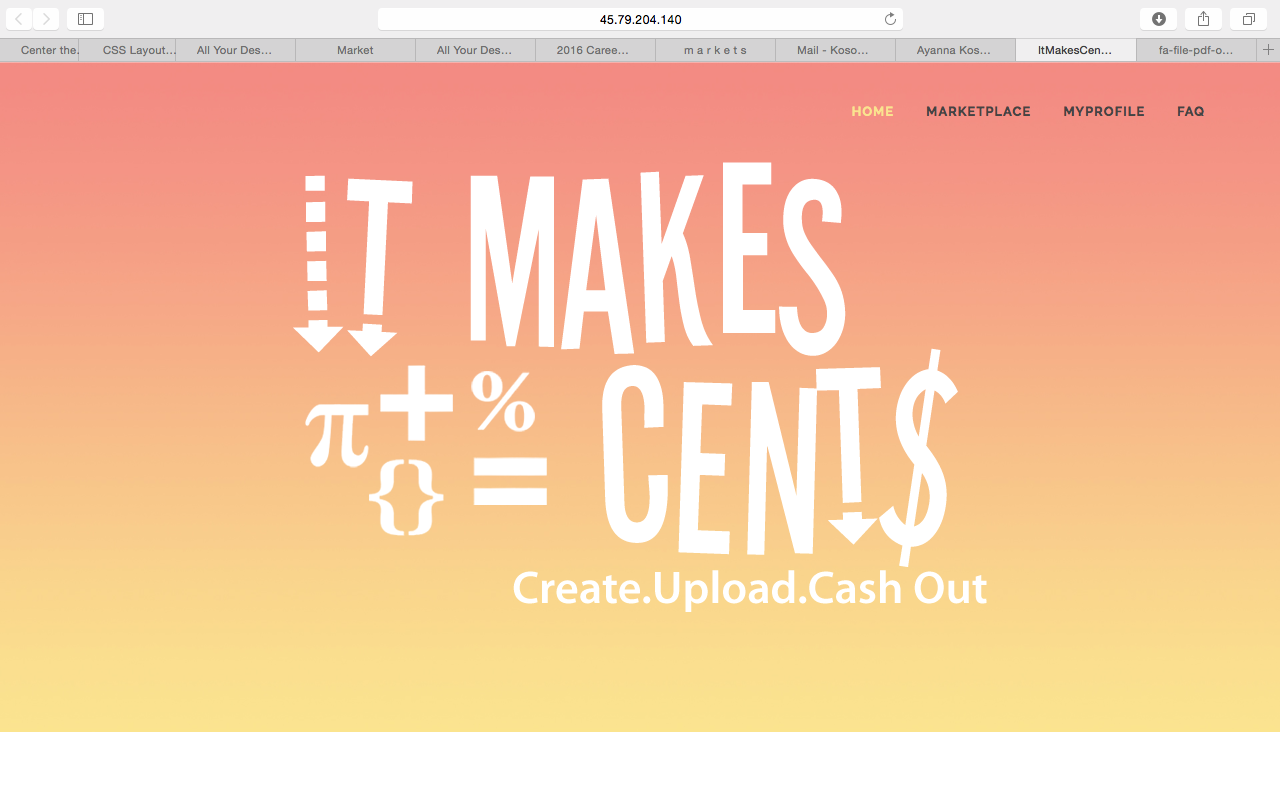 45.79.204.140
Center the. CSS Layout… All Your Des… Market All Your Des… 2016 Caree… m a r k e t s Mail - Koso… Ayanna Kos… ItMakesCen… fa-file-pdf-o…
HOME MARKETPLACE MYPROFILE FAQ
IT MAKES
π + % {} = CENT$
Create.Upload.Cash Out